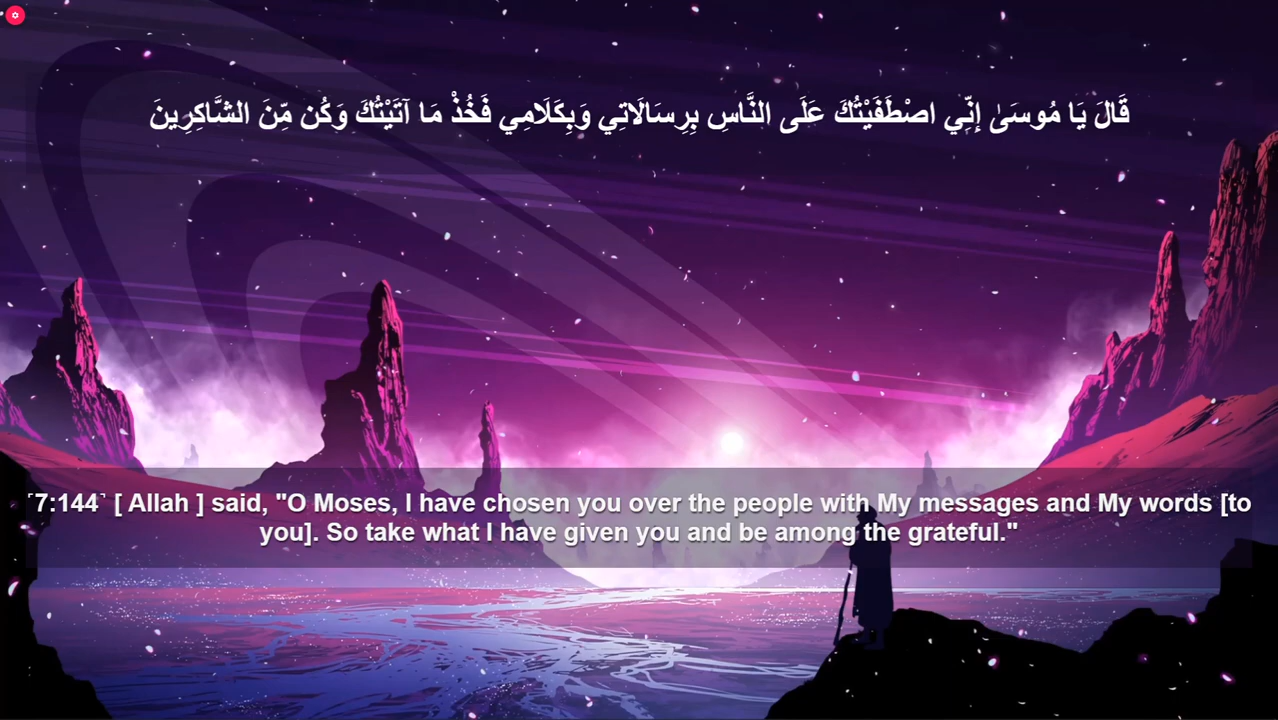 قَالَ يَا مُوسَىٰ إِنِّي اصْطَفَيْتُكَ عَلَى النَّاسِ بِرِسَالَاتِي وَبِكَلَامِي فَخُذْ مَا آتَيْتُكَ وَكُن مِّنَ الشَّاكِرِينَ
˹7:144˺ [ Allah ] said, "O Moses, I have chosen you over the people with My messages and My words [to
you]. So take what I have given you and be among the grateful."